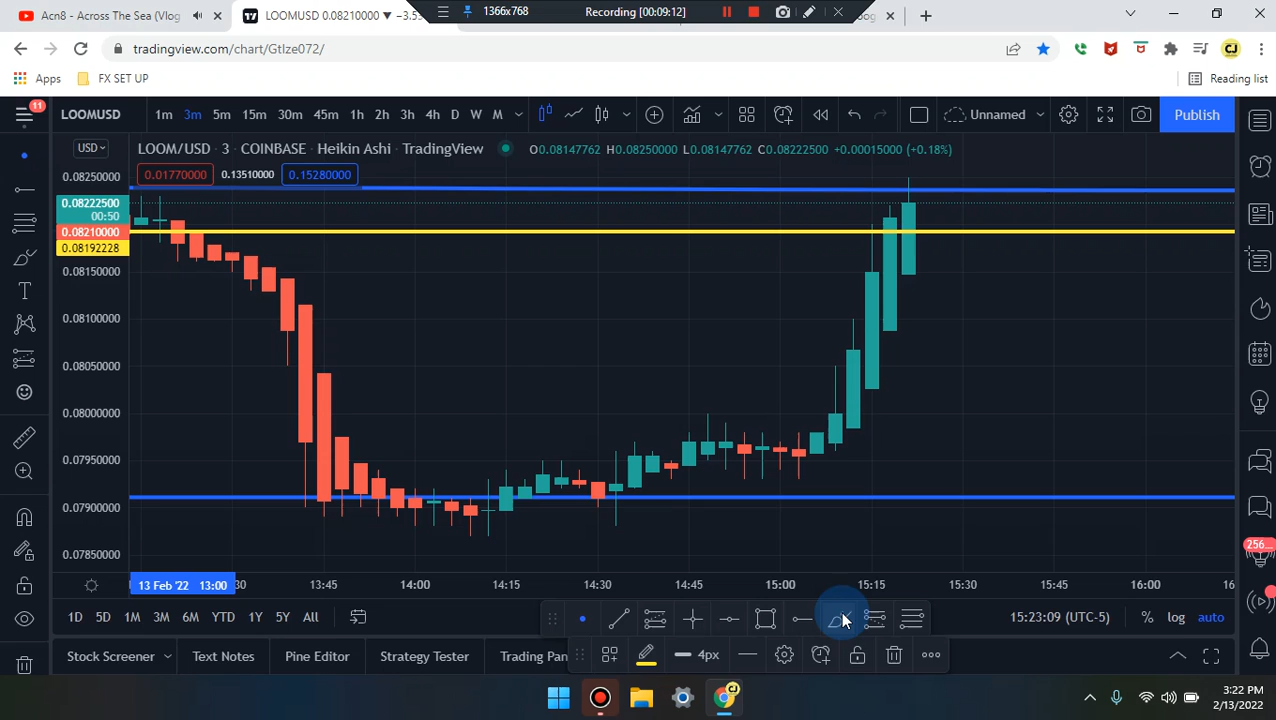 Acn8 - Across The Sea (Vlog
LOOMUSD 0.08210000 ▼ −3.5
1366x768
Recording [00:09:12]
tradingview.com/chart/GtIze072/
Apps
FX SET UP
Reading list
11
LOOMUSD
1m 3m 5m 15m 30m 45m 1h 2h 3h 4h D W M
Unnamed
Publish
USD
LOOM/USD · 3 · COINBASE · Heikin Ashi · TradingView
O0.08147762 H0.08250000 L0.08147762 C0.08222500 +0.00015000 (+0.18%)
0.01770000
0.13510000
0.15280000
0.08250000
0.08222500
00:50
0.08210000
0.08192228
0.08150000
0.08100000
0.08050000
0.08000000
0.07950000
0.07900000
0.07850000
256...
13 Feb '22 13:00
:30
13:45
14:00
14:15
14:30
14:45
15:00
15:15
15:30
15:45
16:00
1D 5D 1M 3M 6M YTD 1Y 5Y All
15:23:09 (UTC-5)
%
log
auto
4px
Stock Screener
Text Notes
Pine Editor
Strategy Tester
Trading Pan
3:22 PM
2/13/2022